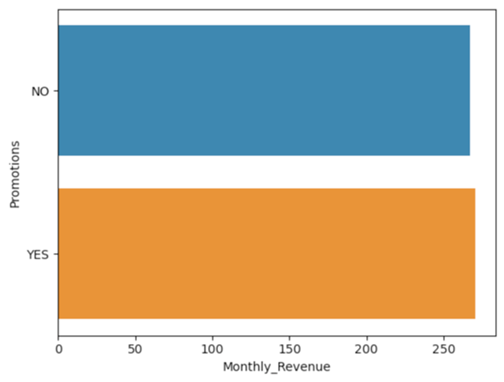 NO
Promotions
YES
0 50 100 150 200 250
Monthly_Revenue